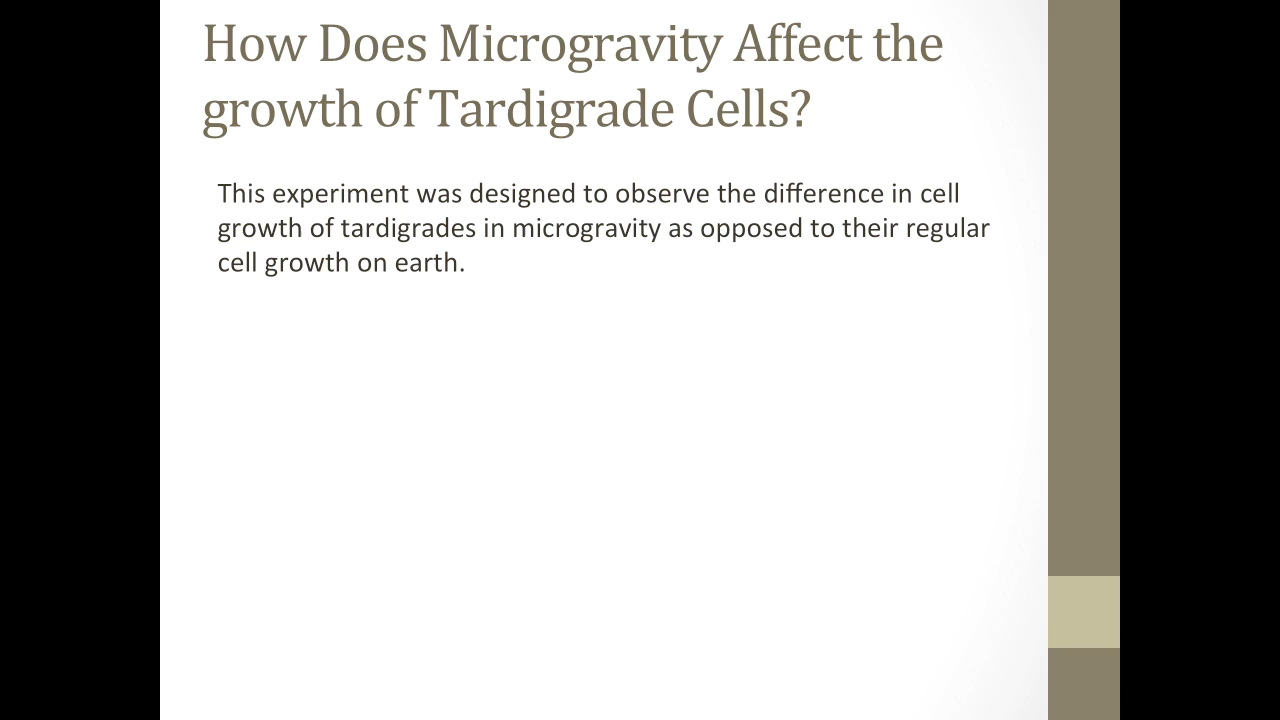 How Does Microgravity Affect the
growth of Tardigrade Cells?
This experiment was designed to observe the difference in cell
growth of tardigrades in microgravity as opposed to their regular
cell growth on earth.